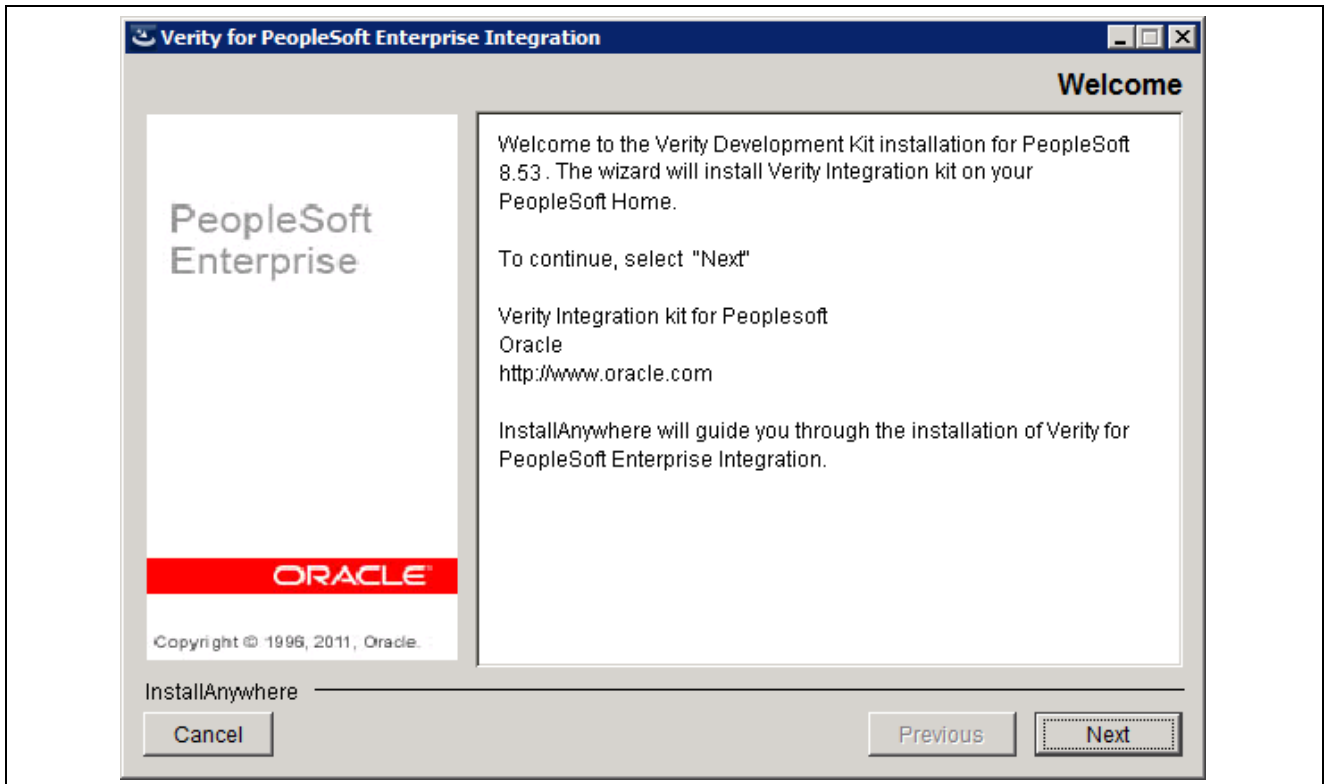 Verity for PeopleSoft Enterprise Integration
Welcome
PeopleSoft
Enterprise
ORACLE
Copyright © 1996, 2011, Oracle.
Welcome to the Verity Development Kit installation for PeopleSoft
8.53. The wizard will install Verity Integration kit on your
PeopleSoft Home.
To continue, select "Next"
Verity Integration kit for Peoplesoft
Oracle
http://www.oracle.com
InstallAnywhere will guide you through the installation of Verity for
PeopleSoft Enterprise Integration.
InstallAnywhere
Cancel
Previous
Next